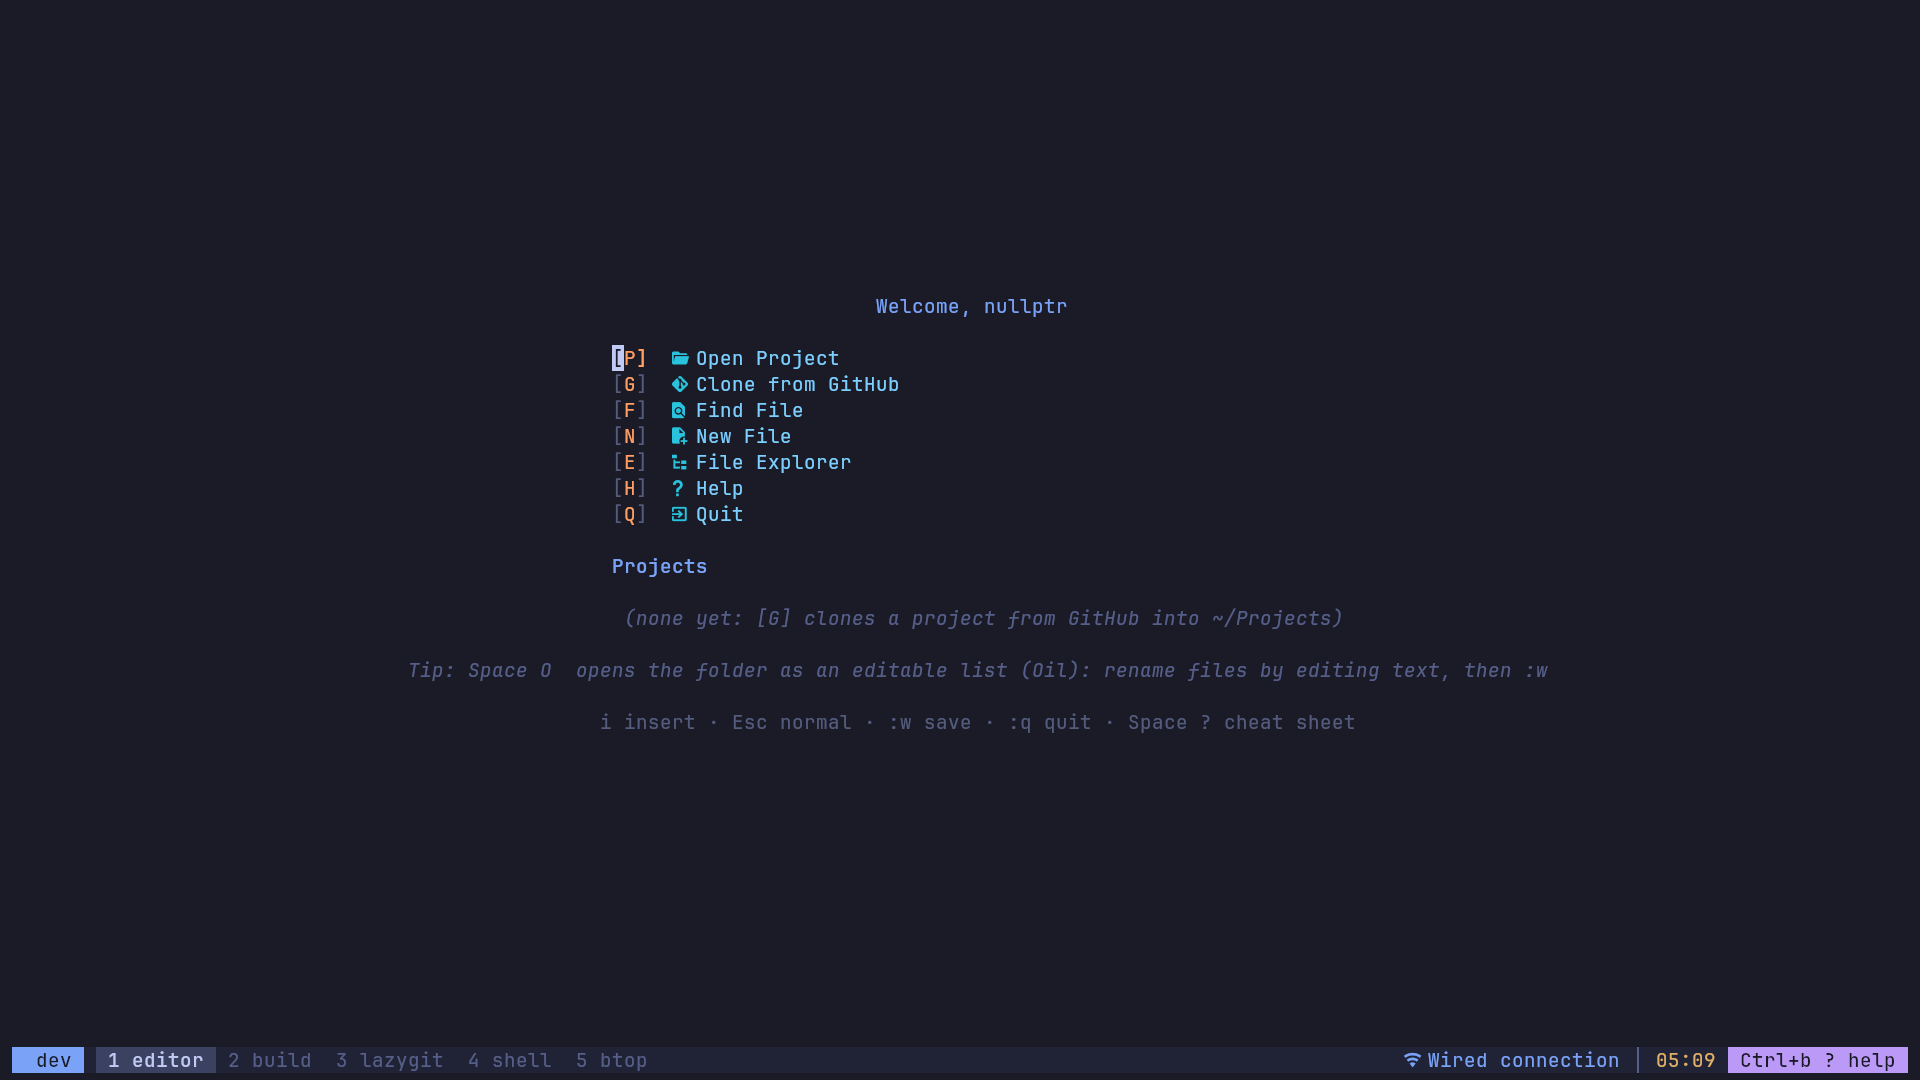 Welcome, nullptr
[P] Open Project
[G] Clone from GitHub
[F] Find File
[N] New File
[E] File Explorer
[H] Help
[Q] Quit
Projects
(none yet: [G] clones a project from GitHub into ~/Projects)
Tip: Space O  opens the folder as an editable list (Oil): rename files by editing text, then :w
i insert · Esc normal · :w save · :q quit · Space ? cheat sheet
dev 1 editor 2 build 3 lazygit 4 shell 5 btop Wired connection │ 05:09 Ctrl+b ? help